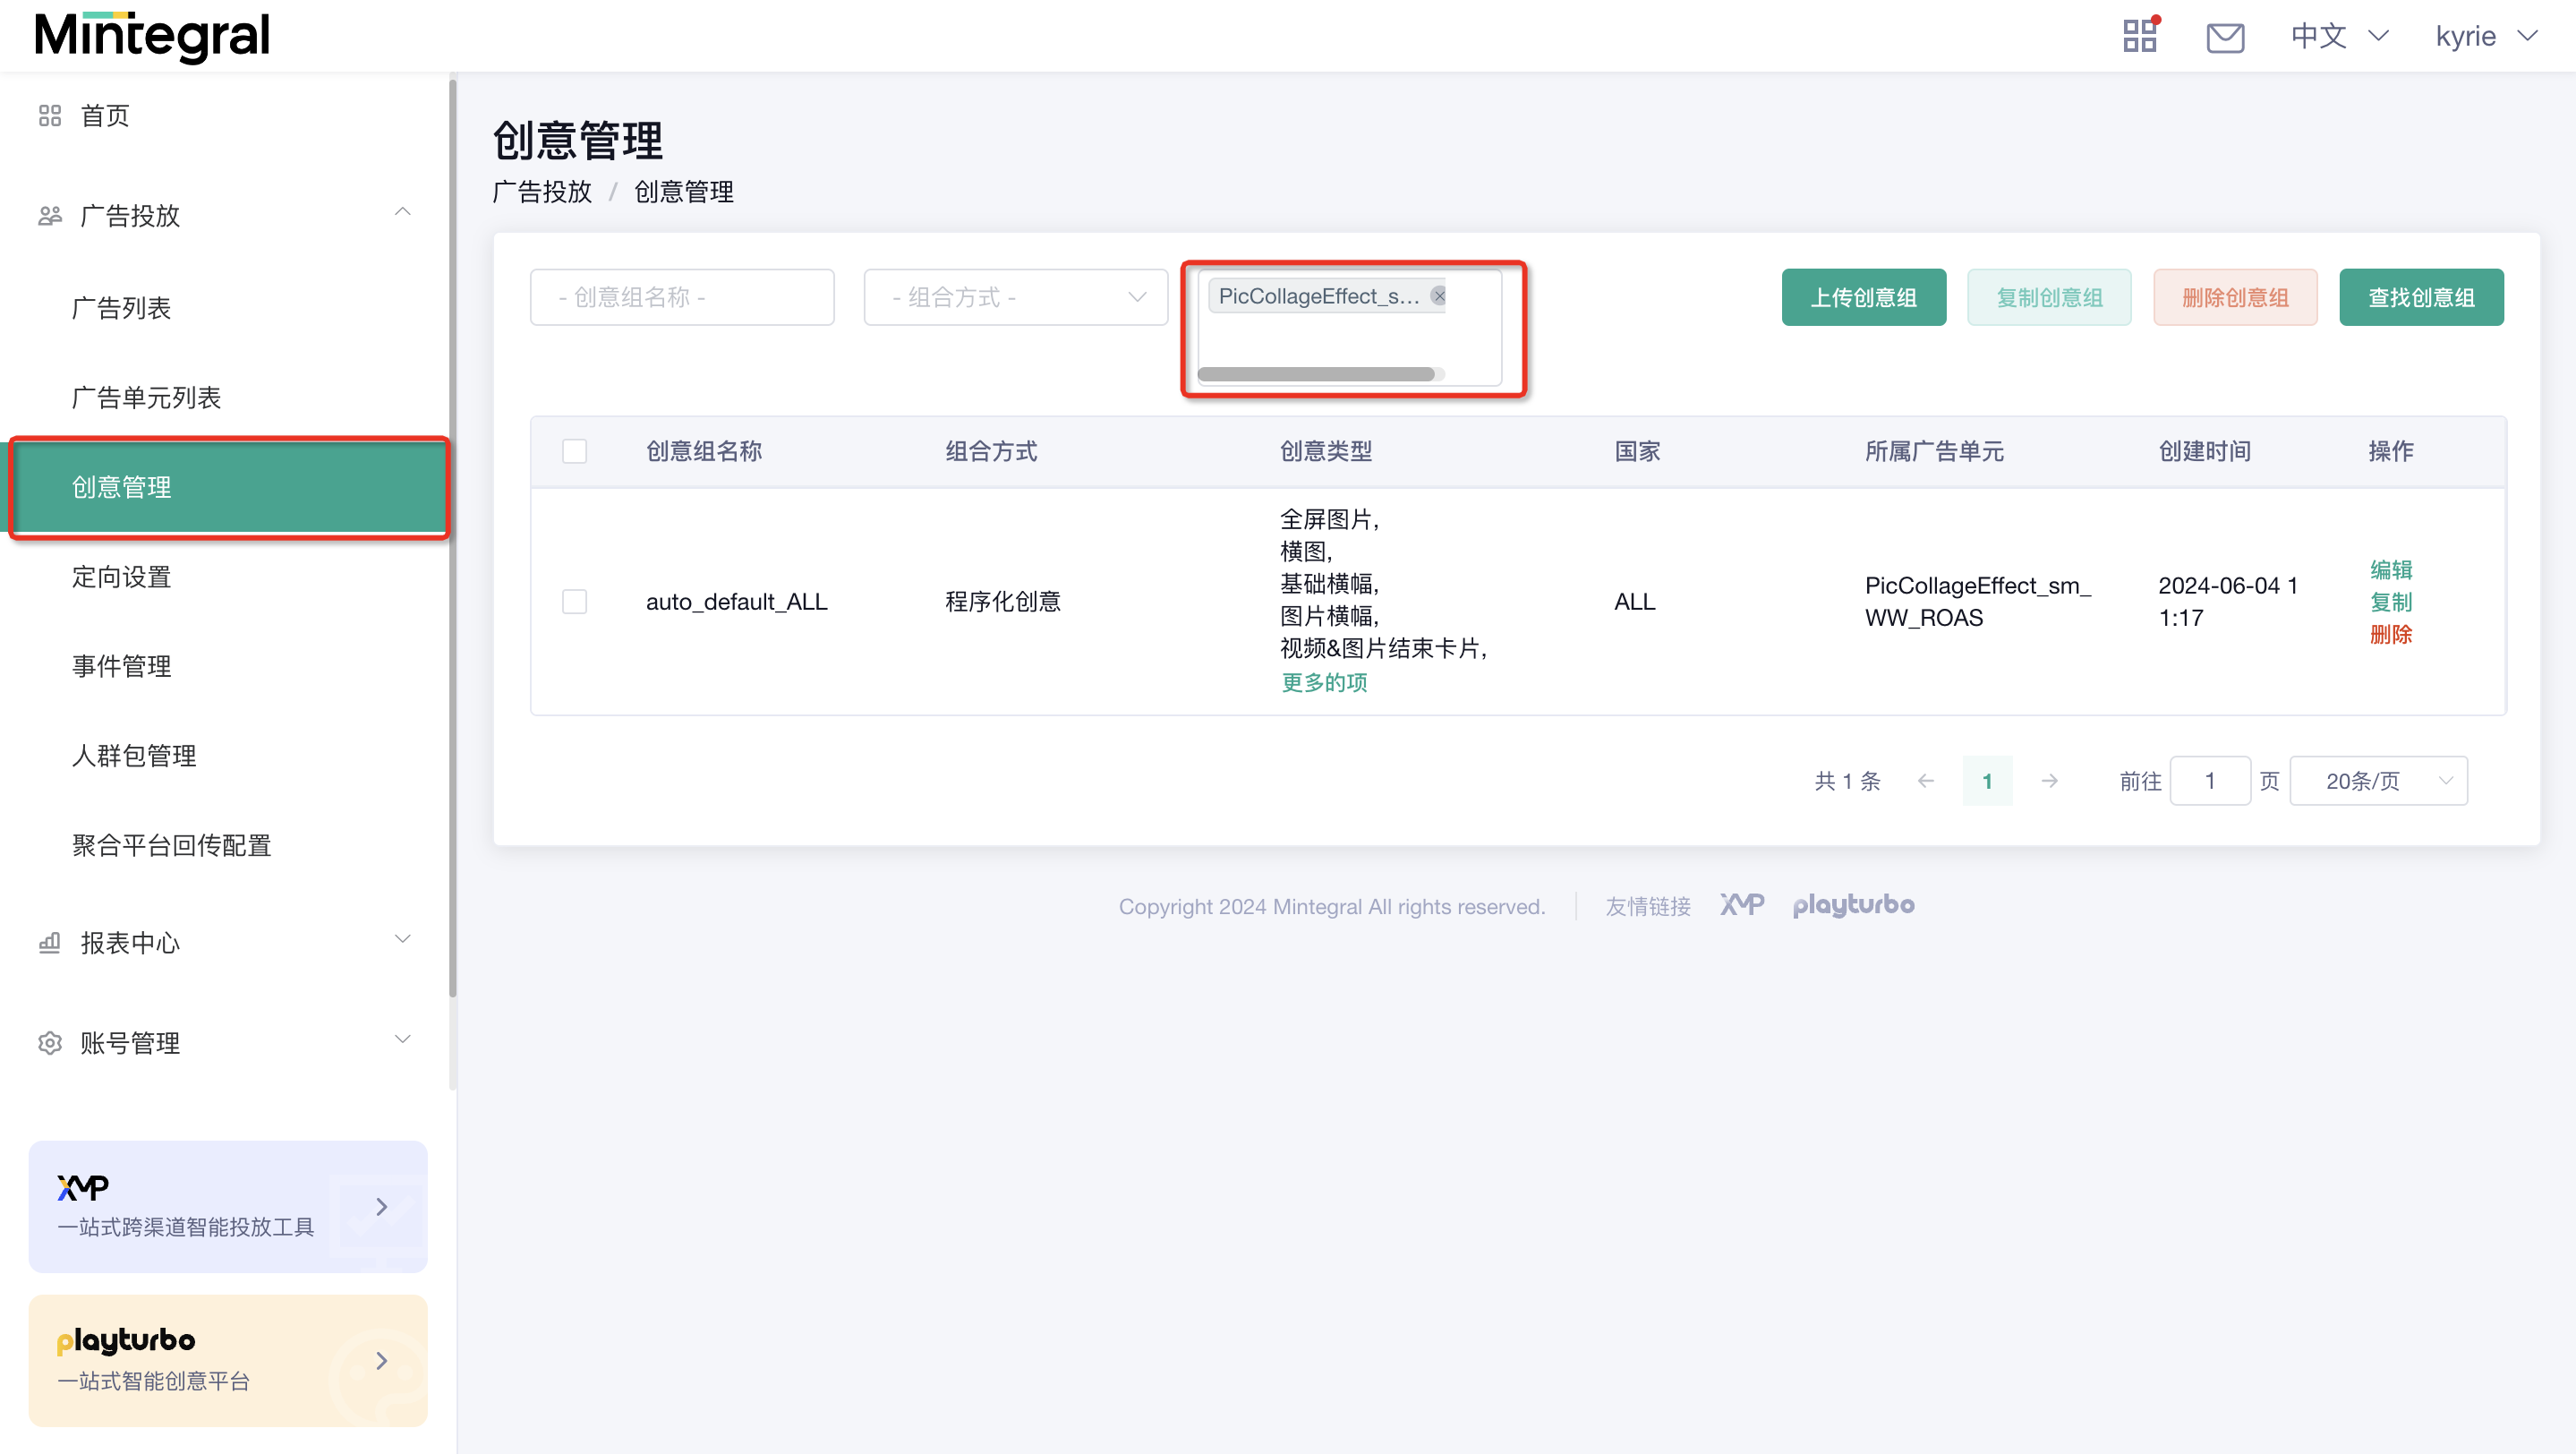 Mintegral
中文
kyrie
首页
广告投放
广告列表
广告单元列表
创意管理
定向设置
事件管理
人群包管理
聚合平台回传配置
报表中心
账号管理
XMP
一站式跨渠道智能投放工具
playturbo
一站式智能创意平台
创意管理
广告投放 / 创意管理
- 创意组名称 -
- 组合方式 -
PicCollageEffect_s...
上传创意组
复制创意组
删除创意组
查找创意组
创意组名称 组合方式 创意类型 国家 所属广告单元 创建时间 操作
auto_default_ALL
程序化创意
全屏图片,
横图,
基础横幅,
图片横幅,
视频&图片结束卡片,
更多的项
ALL
PicCollageEffect_sm_
WW_ROAS
2024-06-04 1
1:17
编辑
复制
删除
共 1 条 1 前往 1 页 20条/页
Copyright 2024 Mintegral All rights reserved. 友情链接 XMP playturbo